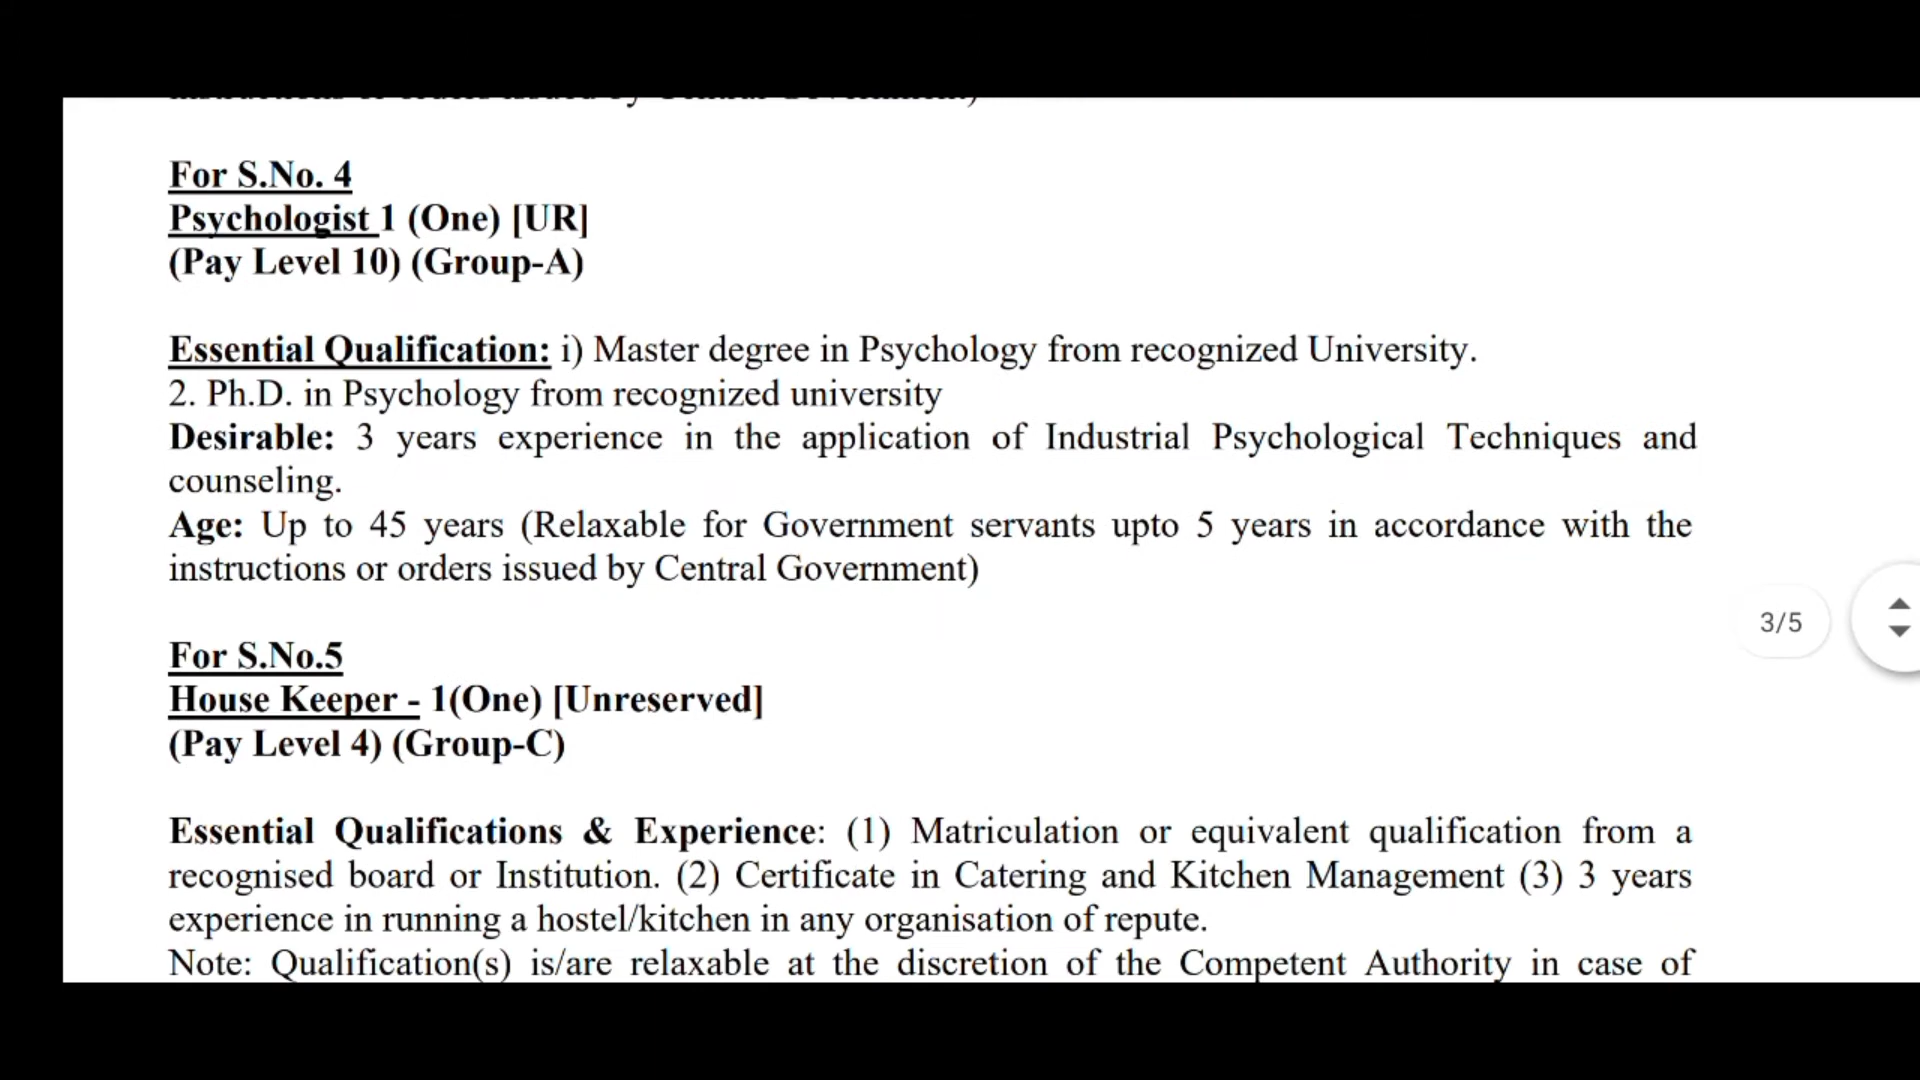 For S.No. 4
Psychologist 1 (One) [UR]
(Pay Level 10) (Group-A)
Essential Qualification: i) Master degree in Psychology from recognized University.
2. Ph.D. in Psychology from recognized university
Desirable: 3 years experience in the application of Industrial Psychological Techniques and
counseling.
Age: Up to 45 years (Relaxable for Government servants upto 5 years in accordance with the
instructions or orders issued by Central Government)
3/5
For S.No.5
House Keeper - 1(One) [Unreserved]
(Pay Level 4) (Group-C)
Essential Qualifications & Experience: (1) Matriculation or equivalent qualification from a
recognised board or Institution. (2) Certificate in Catering and Kitchen Management (3) 3 years
experience in running a hostel/kitchen in any organisation of repute.
Note: Qualification(s) is/are relaxable at the discretion of the Competent Authority in case of